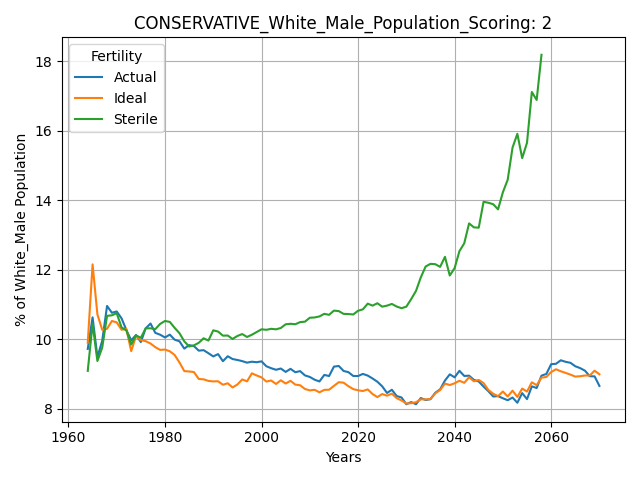 CONSERVATIVE_White_Male_Population_Scoring: 2
Fertility
Actual
Ideal
Sterile
% of White_Male Population
18
16
14
12
10
8
1960 1980 2000 2020 2040 2060
Years